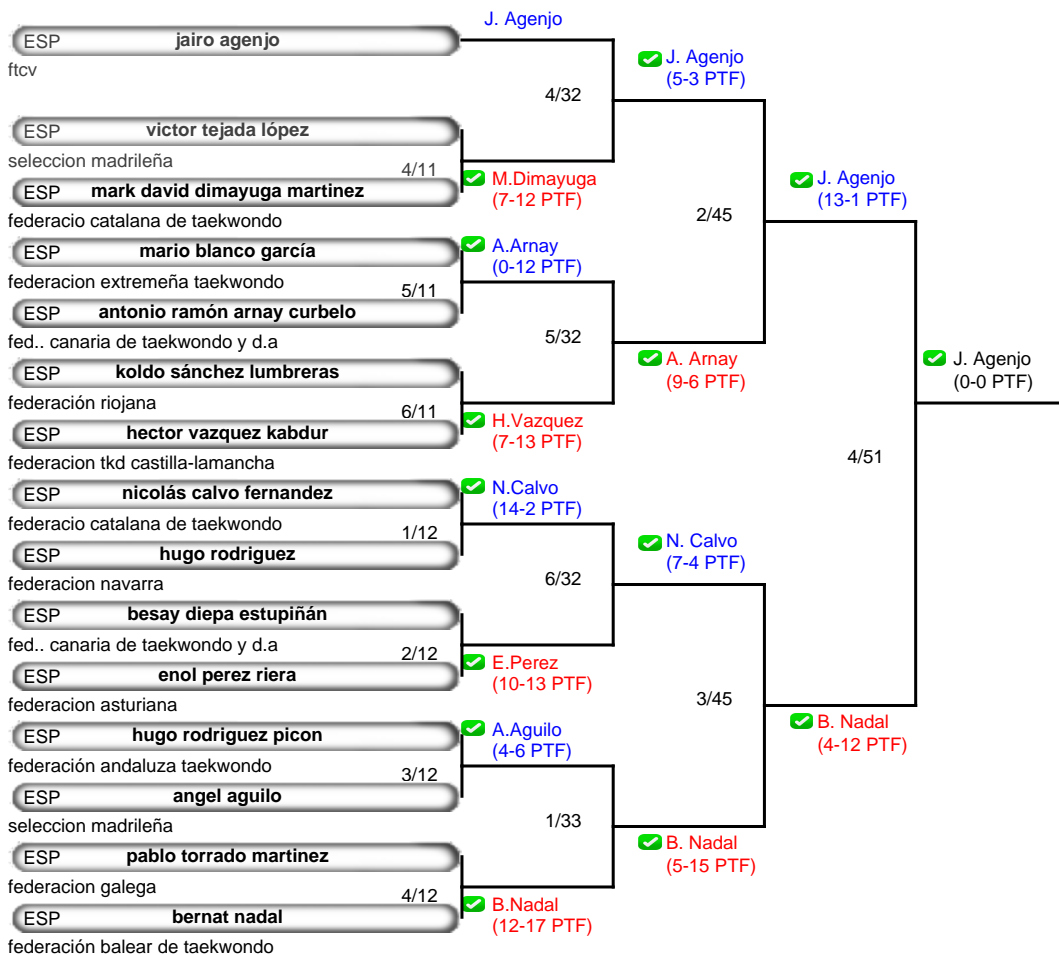 ESP jairo agenjo
ftcv
ESP victor tejada lópez
seleccion madrileña
4/11
ESP mark david dimayuga martinez
federacio catalana de taekwondo
ESP mario blanco garcía
federacion extremeña taekwondo
5/11
ESP antonio ramón arnay curbelo
fed.. canaria de taekwondo y d.a
ESP koldo sánchez lumbreras
federación riojana
6/11
ESP hector vazquez kabdur
federacion tkd castilla-lamancha
ESP nicolás calvo fernandez
federacio catalana de taekwondo
1/12
ESP hugo rodriguez
federacion navarra
ESP besay diepa estupiñán
fed.. canaria de taekwondo y d.a
2/12
ESP enol perez riera
federacion asturiana
ESP hugo rodriguez picon
federación andaluza taekwondo
3/12
ESP angel aguilo
seleccion madrileña
ESP pablo torrado martinez
federacion galega
4/12
ESP bernat nadal
federación balear de taekwondo
J. Agenjo
4/32
M.Dimayuga
(7-12 PTF)
A.Arnay
(0-12 PTF)
5/32
H.Vazquez
(7-13 PTF)
N.Calvo
(14-2 PTF)
6/32
E.Perez
(10-13 PTF)
A.Aguilo
(4-6 PTF)
1/33
B.Nadal
(12-17 PTF)
J. Agenjo
(5-3 PTF)
2/45
A. Arnay
(9-6 PTF)
N. Calvo
(7-4 PTF)
3/45
B. Nadal
(5-15 PTF)
J. Agenjo
(13-1 PTF)
4/51
B. Nadal
(4-12 PTF)
J. Agenjo
(0-0 PTF)